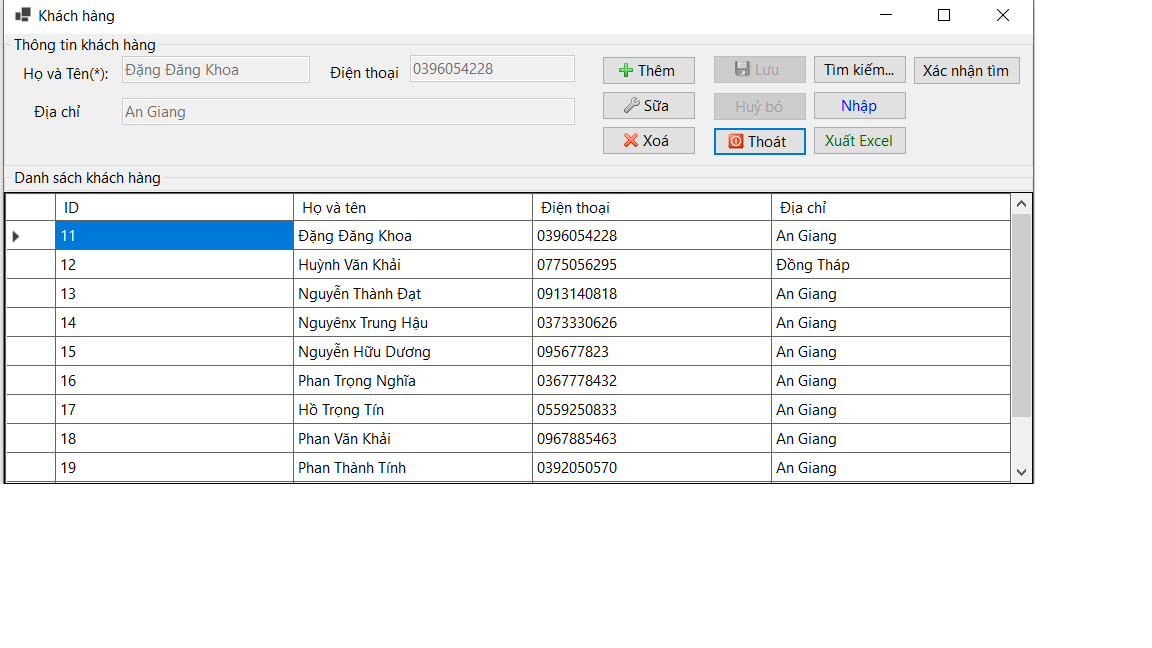 Khách hàng
Thông tin khách hàng
Họ và Tên(*): Đặng Đăng Khoa Điện thoại 0396054228 Thêm Lưu Tìm kiếm... Xác nhận tìm
Địa chỉ An Giang Sữa Huỷ bỏ Nhập
Xoá Thoát Xuất Excel
Danh sách khách hàng
ID Họ và tên Điện thoại Địa chỉ
11 Đặng Đăng Khoa 0396054228 An Giang
12 Huỳnh Văn Khải 0775056295 Đồng Tháp
13 Nguyễn Thành Đạt 0913140818 An Giang
14 Nguyênx Trung Hậu 0373330626 An Giang
15 Nguyễn Hữu Dương 095677823 An Giang
16 Phan Trọng Nghĩa 0367778432 An Giang
17 Hồ Trọng Tín 0559250833 An Giang
18 Phan Văn Khải 0967885463 An Giang
19 Phan Thành Tính 0392050570 An Giang